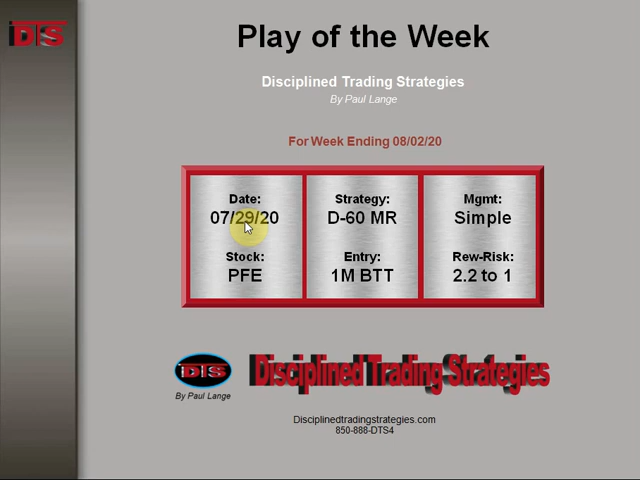 DTS
Play of the Week
Disciplined Trading Strategies
By Paul Lange
For Week Ending 08/02/20
Date:
07/29/20
Stock:
PFE
Strategy:
D-60 MR
Entry:
1M BTT
Mgmt:
Simple
Rew-Risk:
2.2 to 1
DTS
By Paul Lange
Disciplined Trading Strategies
Disciplinedtradingstrategies.com
850-888-DTS4